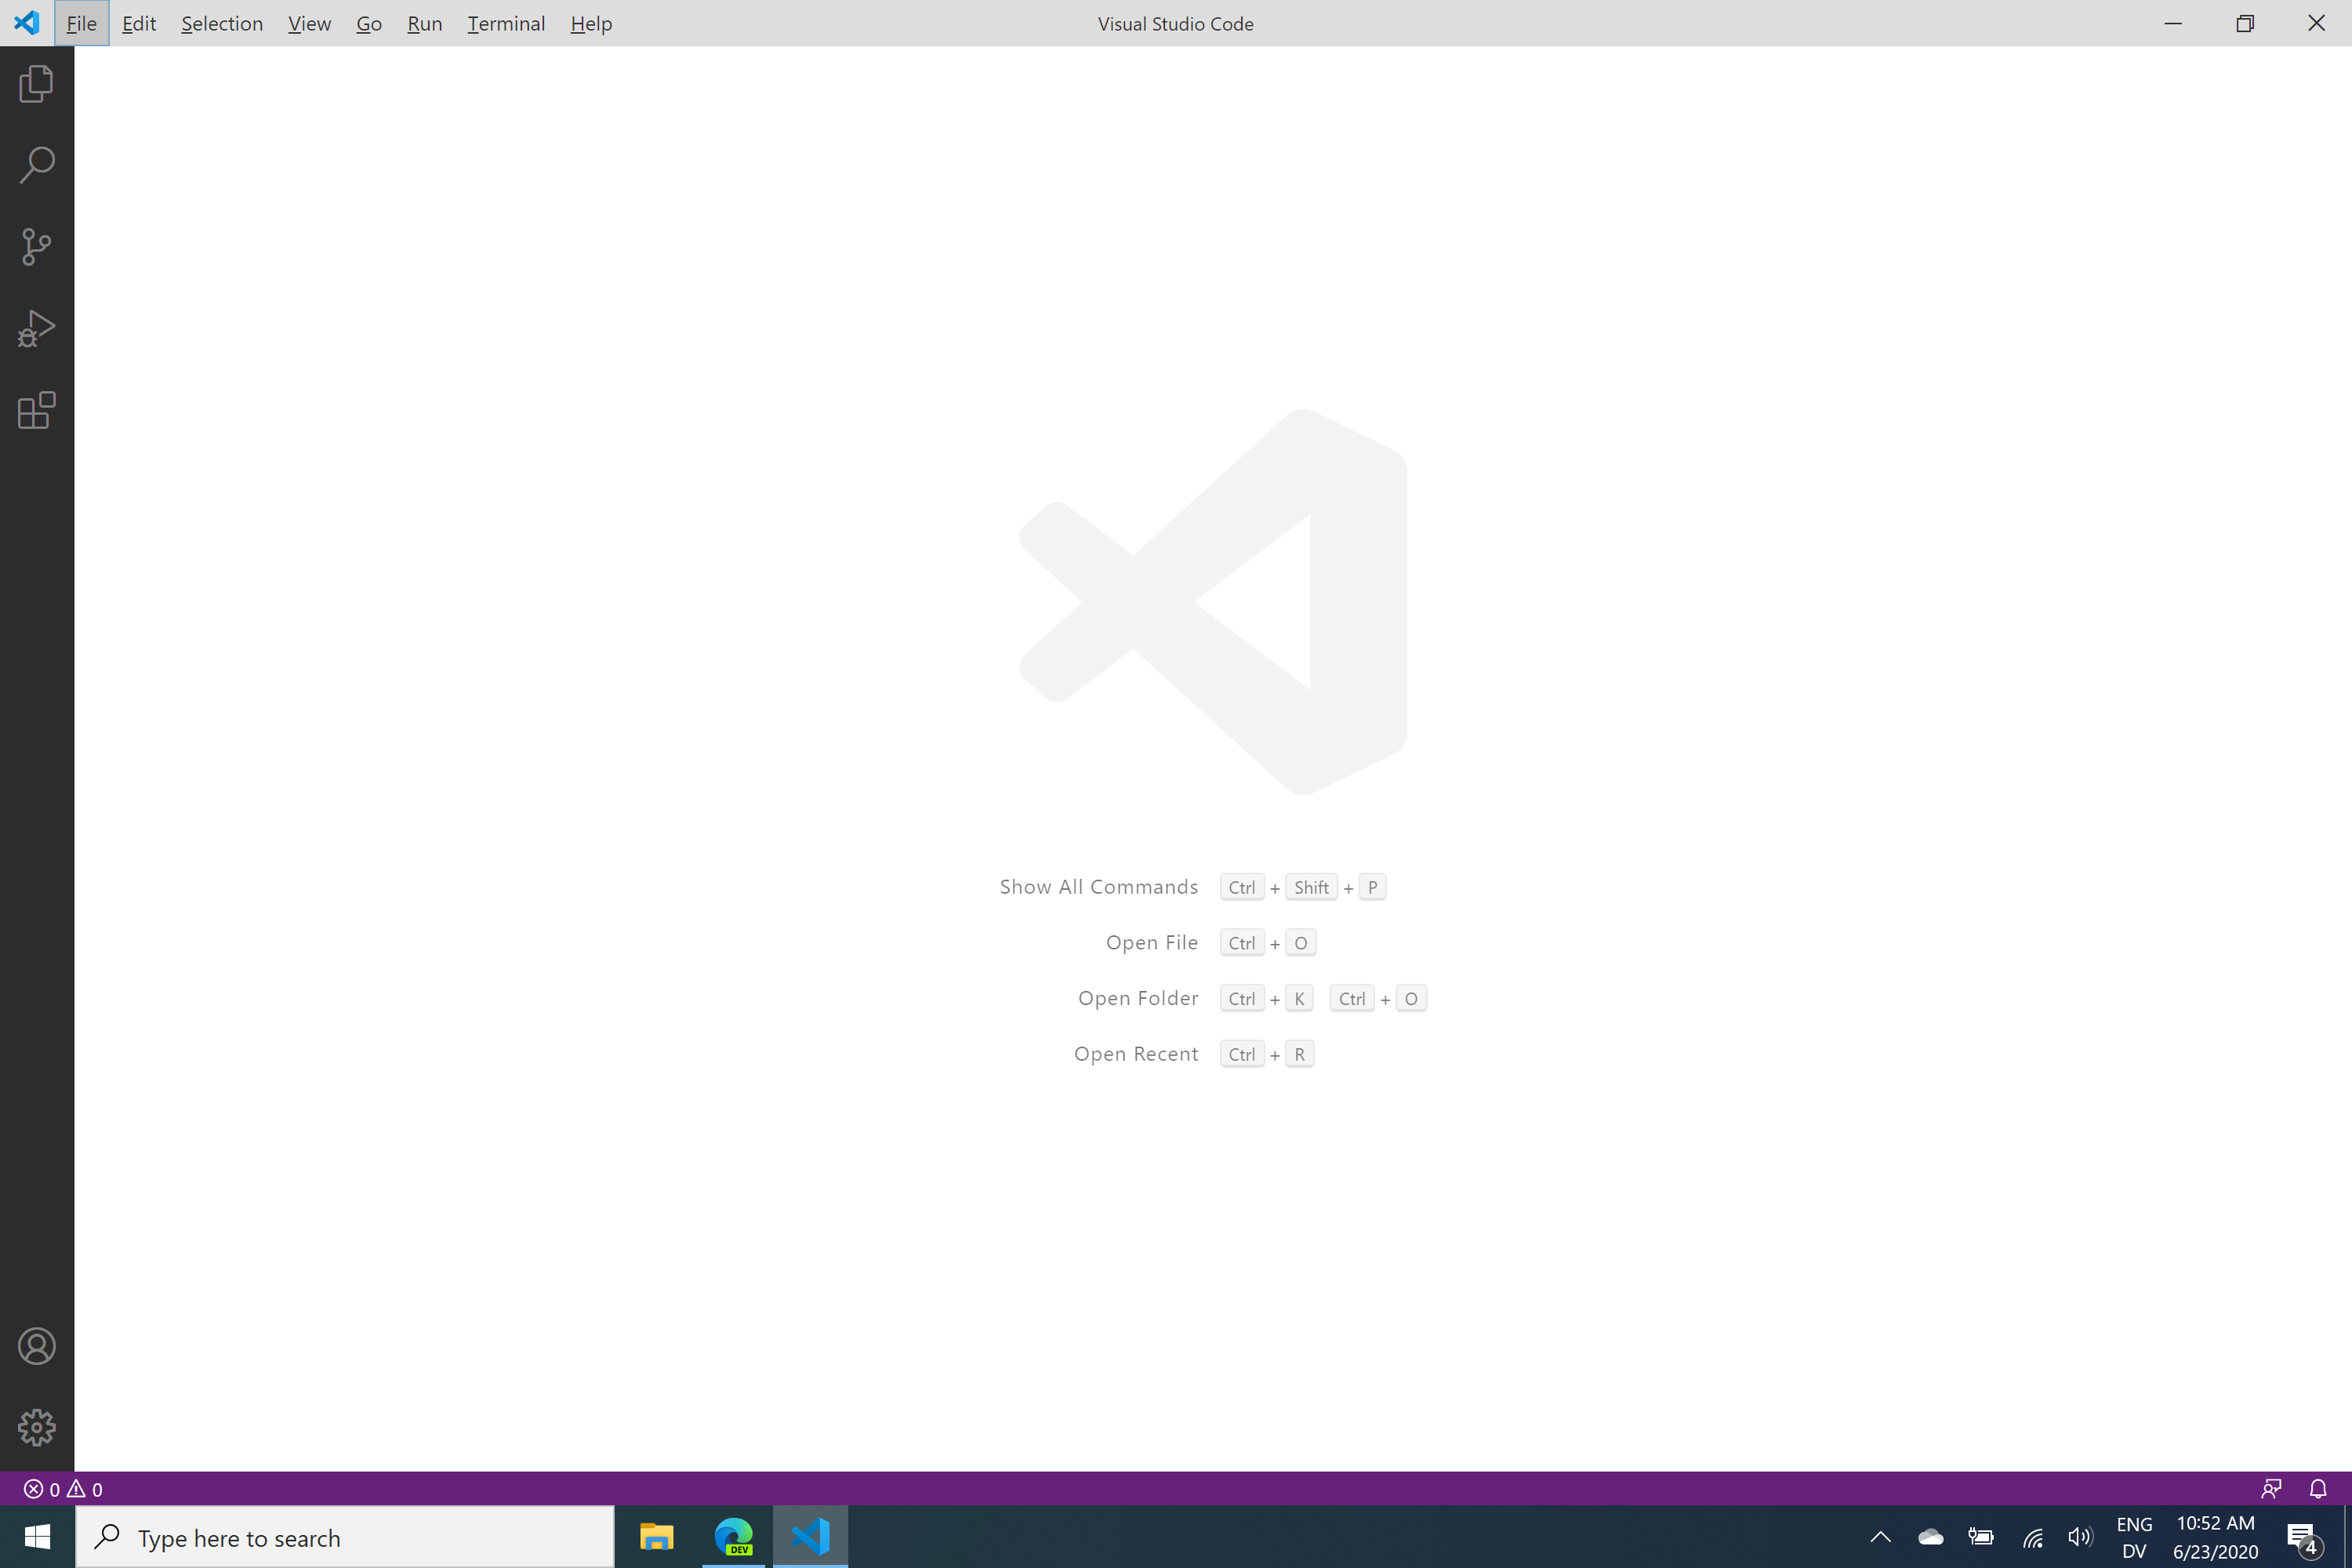 File Edit Selection View Go Run Terminal Help
Visual Studio Code
Show All Commands Ctrl + Shift + P
Open File Ctrl + O
Open Folder Ctrl + K Ctrl + O
Open Recent Ctrl + R
0 0
Type here to search
DEV
ENG
DV
10:52 AM
6/23/2020
4